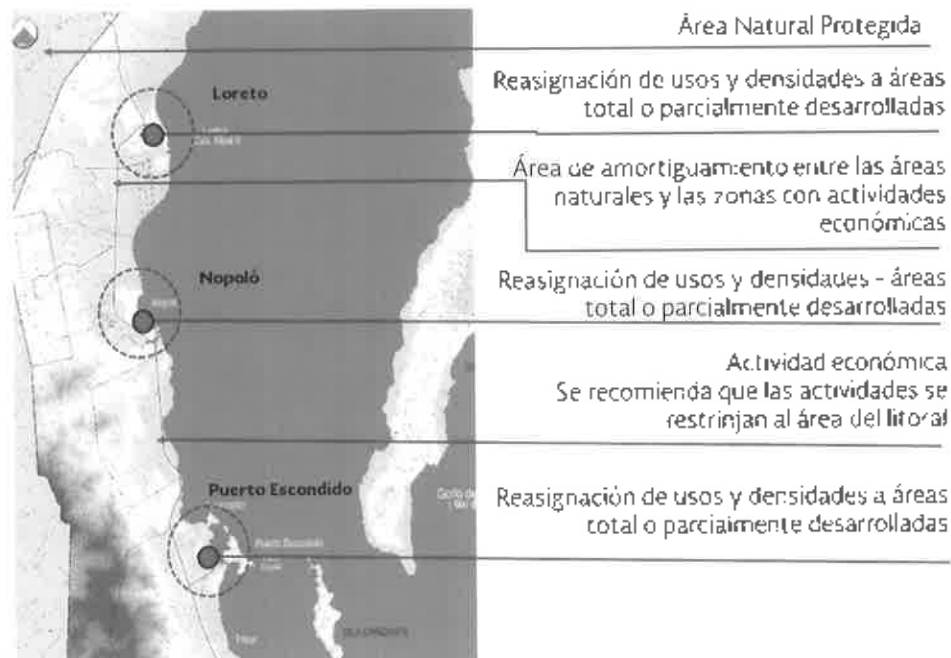 Área Natural Protegida
Loreto
Reasignación de usos y densidades a áreas
total o parcialmente desarrolladas
Área de amortiguamiento entre las áreas
naturales y las zonas con actividades
económicas
Nopoló
Reasignación de usos y densidades - áreas
total o parcialmente desarrolladas
Actividad económica
Se recomienda que las actividades se
restrinjan al área del litoral
Puerto Escondido
Puerto Escondido
Reasignación de usos y densidades a áreas
total o parcialmente desarrolladas